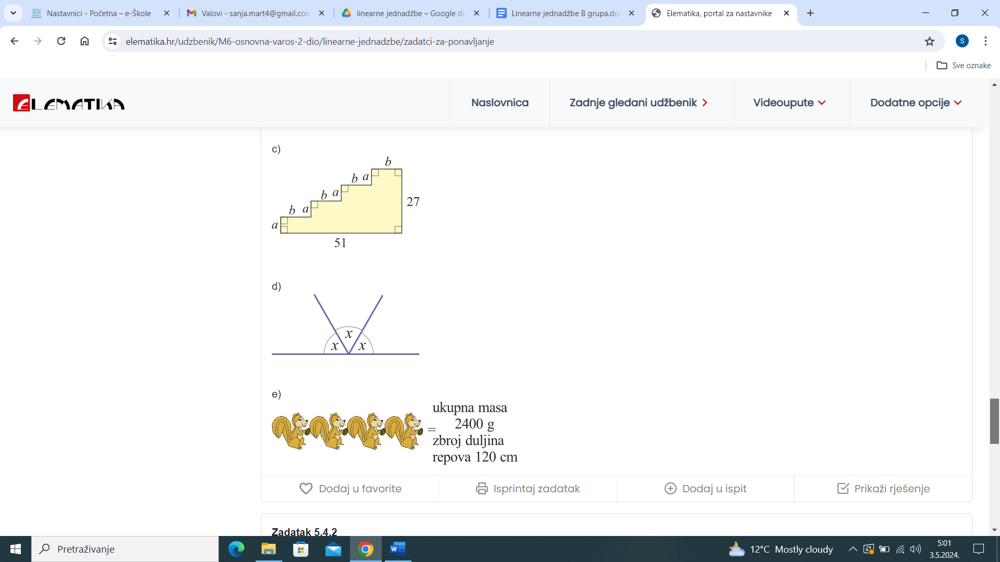 Nastavnici - Početna – e-Škole
Valovi - sanja.mart4@gmail.com
linearne jednadžbe – Google di
Linearne jednadžbe B grupa.do
Elematika, portal za nastavnike
elematika.hr/udzbenik/M6-osnovna-varos-2-dio/linearne-jednadzbe/zadatci-za-ponavljanje
S
Sve oznake
ELEMATIKA
Naslovnica
Zadnje gledani udžbenik
Videoupute
Dodatne opcije
c)
b
b a
b a
b a
a
27
51
d)
x
x x
e)
ukupna masa
= 2400 g
zbroj duljina
repova 120 cm
Dodaj u favorite
Isprintaj zadatak
Dodaj u ispit
Prikaži rješenje
Zadatak 5.4.2
Pretraživanje
12°C Mostly cloudy
5:01
3.5.2024.